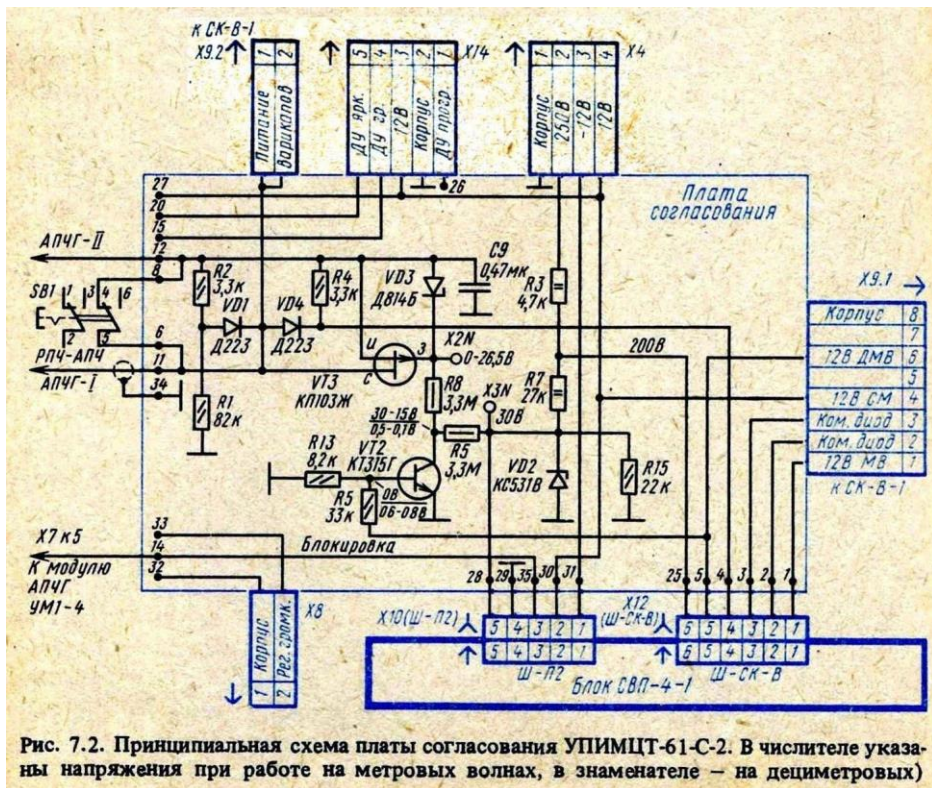 к СК-В-1
X9.2
1 2
Питание
варикапов
X14
5 4 3 2 1
ДУ ярк.
ДУ гр.
12В
Корпус
ДУ прогр.
X4
1 2 3 4
Корпус
250В
-12В
12В
27
20
15
26
Плата
согласования
АПЧГ-II
12
8
R2
3,3к
VD1
Д223
R4
3,3к
VD4
Д223
VD3
Д814Б
C9
0,47мк
R3
4,7к
SB1
1 3 4 6
2 5
6
РПЧ-АПЧ
11
АПЧГ-I
34
и
с
з
VT3
КП103Ж
X2N
0-26,5В
200В
X9.1
Корпус 8
7
12В ДМВ 6
5
12В СМ 4
Ком. диод 3
Ком. диод 2
12В МВ 1
к СК-В-1
R1
82к
R8
3,3М
X3N
30В
R7
27к
30-15В
0,5-0,1В
R5
3,3М
R13
8,2к
VT2
КТ315Г
R5
33к
0В
0,6-0,8В
VD2
КС531В
R15
22к
33
14
32
X7 к5
К модулю
АПЧГ
УМ1-4
Блокировка
28 29 35 30 31
25 5 4 3 2 1
X8
1 Корпус
2 Рег.громк.
X10(Ш-П2)
5 4 3 2 1
5 4 3 2 1
Ш-П2
X12
(Ш-СК-В)
6 5 4 3 2 1
6 5 4 3 2 1
Ш-СК-В
Блок СВП-4-1
Рис. 7.2. Принципиальная схема платы согласования УПИМЦТ-61-С-2. В числителе указа-
ны напряжения при работе на метровых волнах, в знаменателе — на дециметровых)